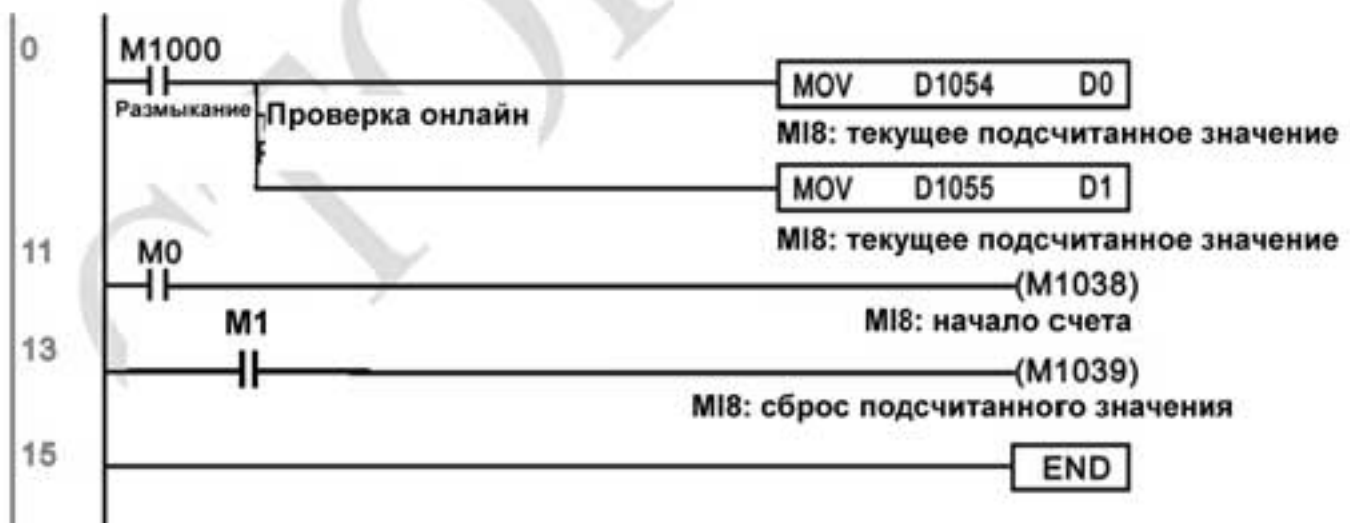 0
M1000
MOV D1054 D0
Размыкание
Проверка онлайн
MI8: текущее подсчитанное значение
MOV D1055 D1
MI8: текущее подсчитанное значение
11
M0
(M1038)
MI8: начало счета
13
M1
(M1039)
MI8: сброс подсчитанного значения
15
END